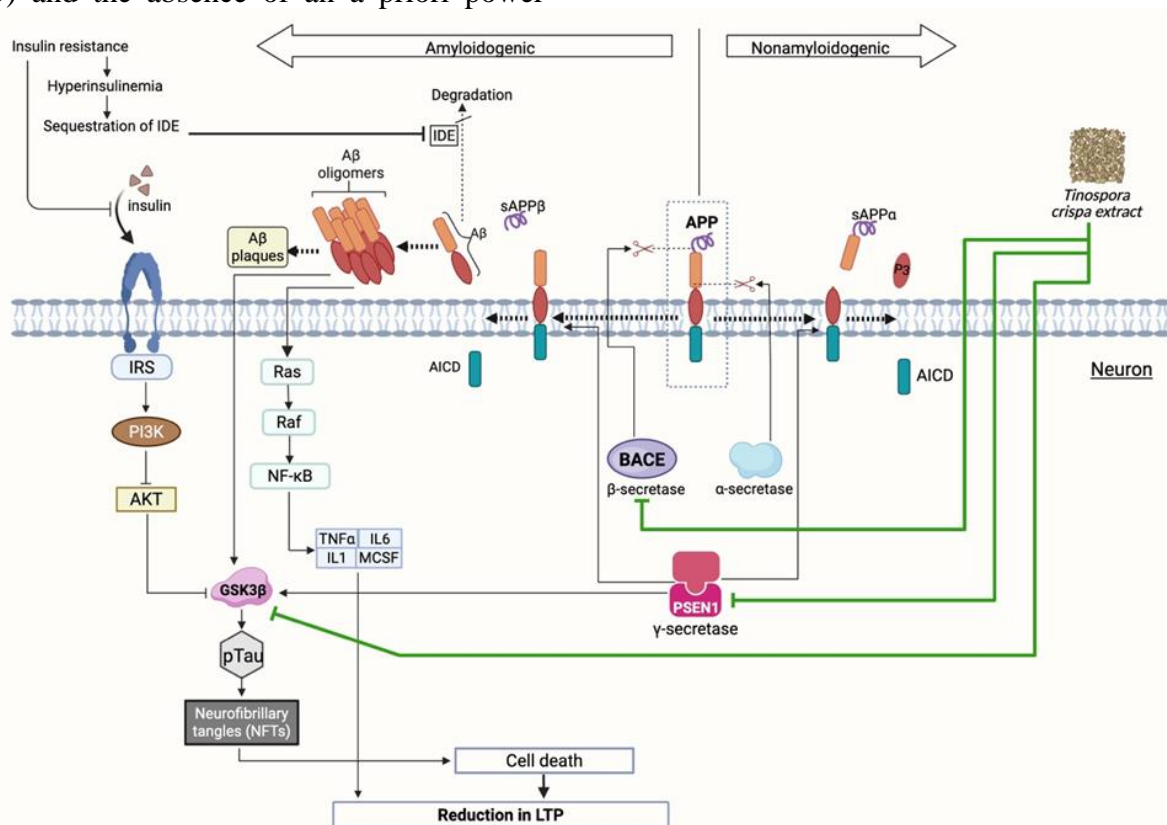 ) and the absence of an a priori power
Insulin resistance
Hyperinsulinemia
Sequestration of IDE
Amyloidogenic
Nonamyloidogenic
Degradation
IDE
Aβ
oligomers
insulin
Aβ
plaques
Aβ
sAPPβ
APP
sAPPα
P3
Tinospora
crispa extract
IRS
AICD
AICD
Neuron
Ras
PI3K
Raf
BACE
β-secretase
α-secretase
NF-κB
AKT
TNFα IL6
IL1 MCSF
GSK3β
PSEN1
γ-secretase
pTau
Neurofibrillary
tangles (NFTs)
Cell death
Reduction in LTP